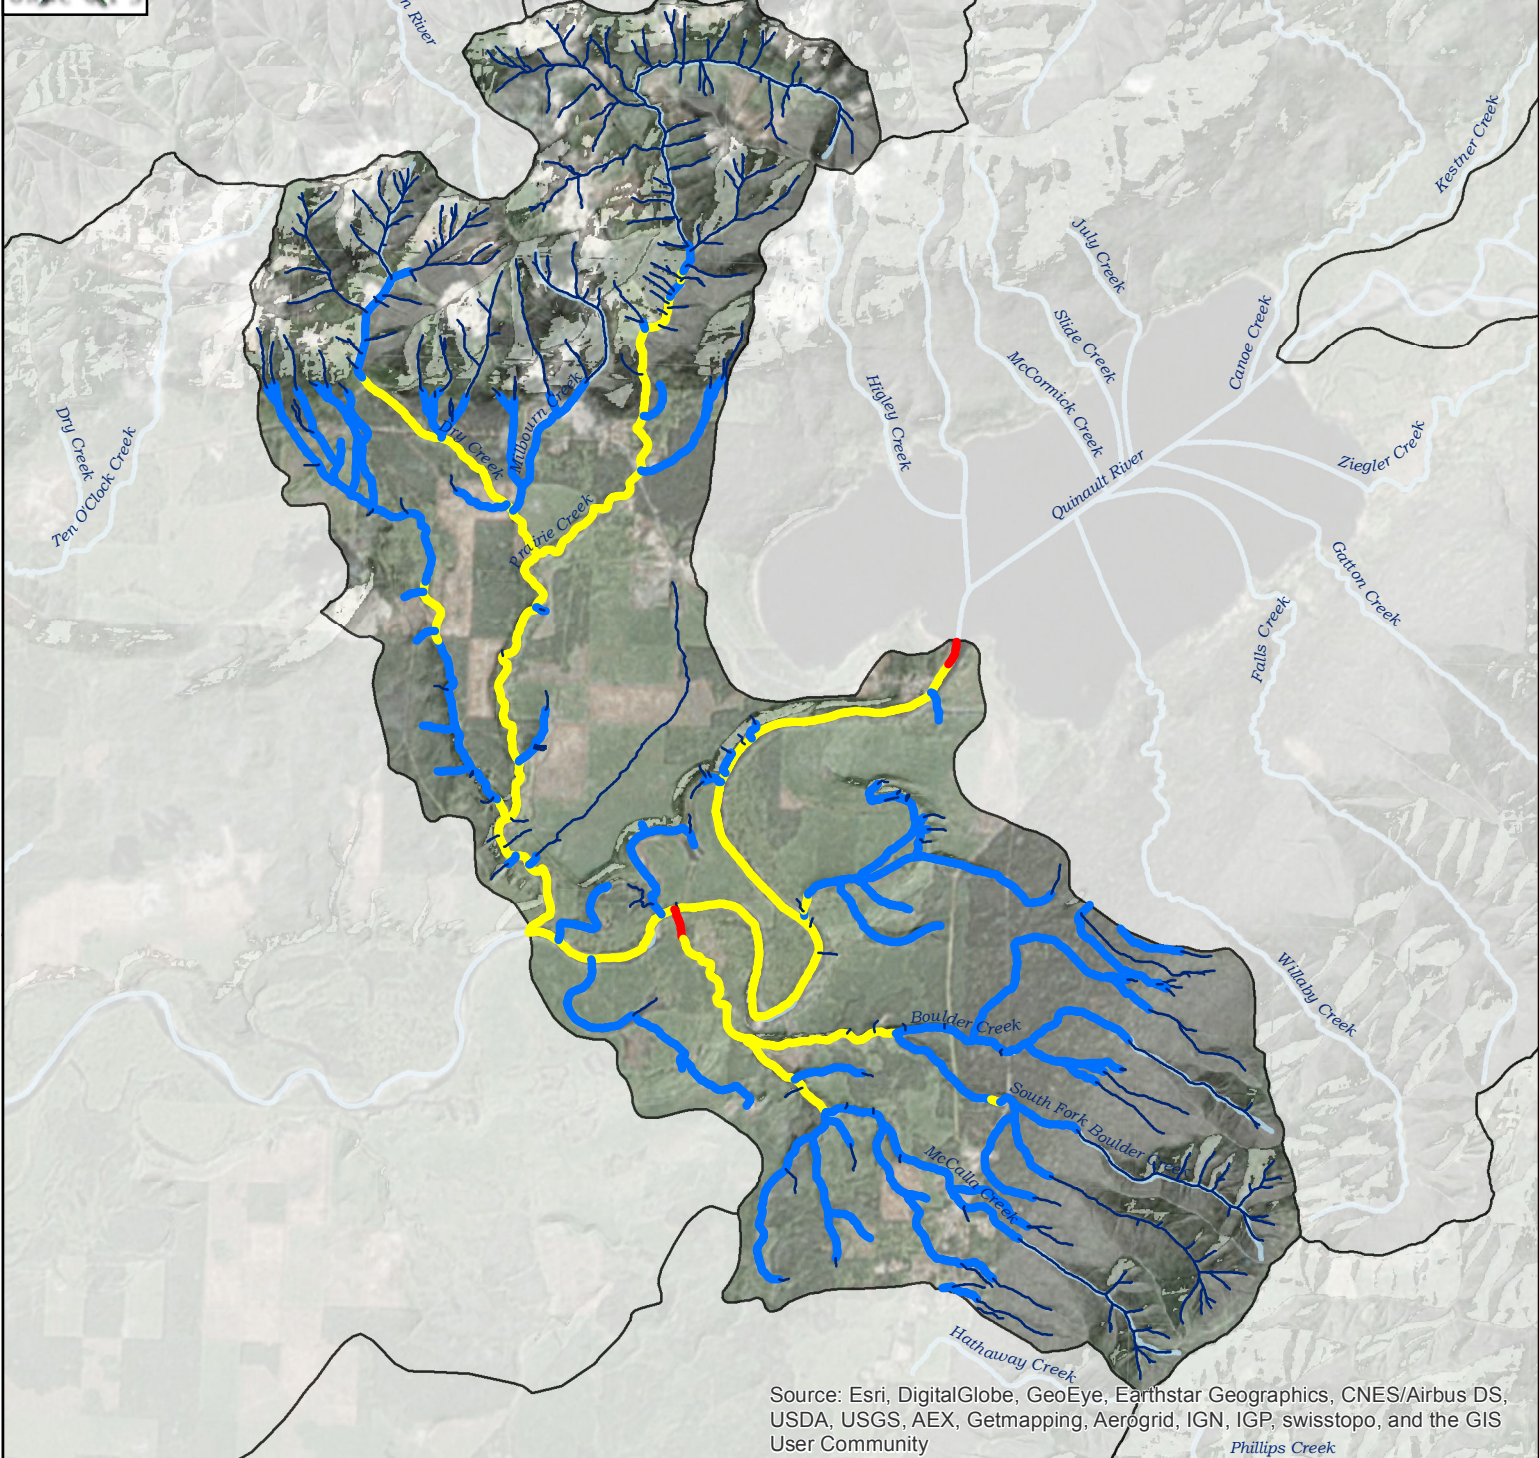 n River
Kestner Creek
July Creek
Slide Creek
Canoe Creek
McCormick Creek
Higley Creek
Dry Creek
Ten O'Clock Creek
Milbourn Creek
Dry Creek
Ziegler Creek
Quinault River
Prairie Creek
Gatton Creek
Falls Creek
Willaby Creek
Boulder Creek
South Fork Boulder Creek
McCalla Creek
Hathaway Creek
Source: Esri, DigitalGlobe, GeoEye, Earthstar Geographics, CNES/Airbus DS,
USDA, USGS, AEX, Getmapping, Aerogrid, IGN, IGP, swisstopo, and the GIS
User Community
Phillips Creek